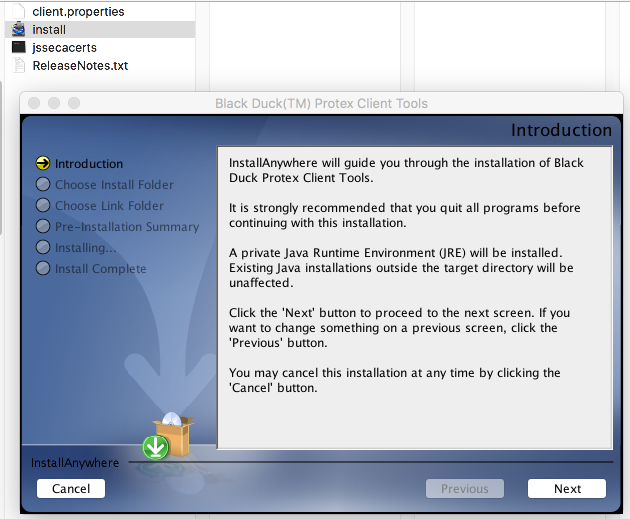 client.properties
install
jssecacerts
ReleaseNotes.txt
Black Duck(TM) Protex Client Tools
Introduction
Introduction
Choose Install Folder
Choose Link Folder
Pre-Installation Summary
Installing...
Install Complete
InstallAnywhere will guide you through the installation of Black
Duck Protex Client Tools.
It is strongly recommended that you quit all programs before
continuing with this installation.
A private Java Runtime Environment (JRE) will be installed.
Existing Java installations outside the target directory will be
unaffected.
Click the 'Next' button to proceed to the next screen. If you
want to change something on a previous screen, click the
'Previous' button.
You may cancel this installation at any time by clicking the
'Cancel' button.
InstallAnywhere
Cancel
Previous
Next